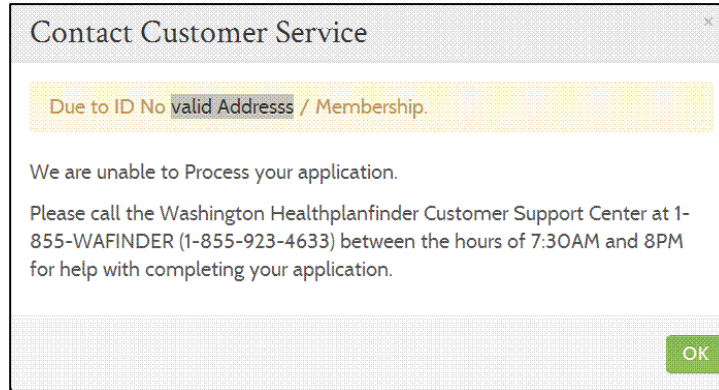 Contact Customer Service
×
Due to ID No valid Addresss / Membership.
We are unable to Process your application.
Please call the Washington Healthplanfinder Customer Support Center at 1-
855-WAFINDER (1-855-923-4633) between the hours of 7:30AM and 8PM
for help with completing your application.
OK